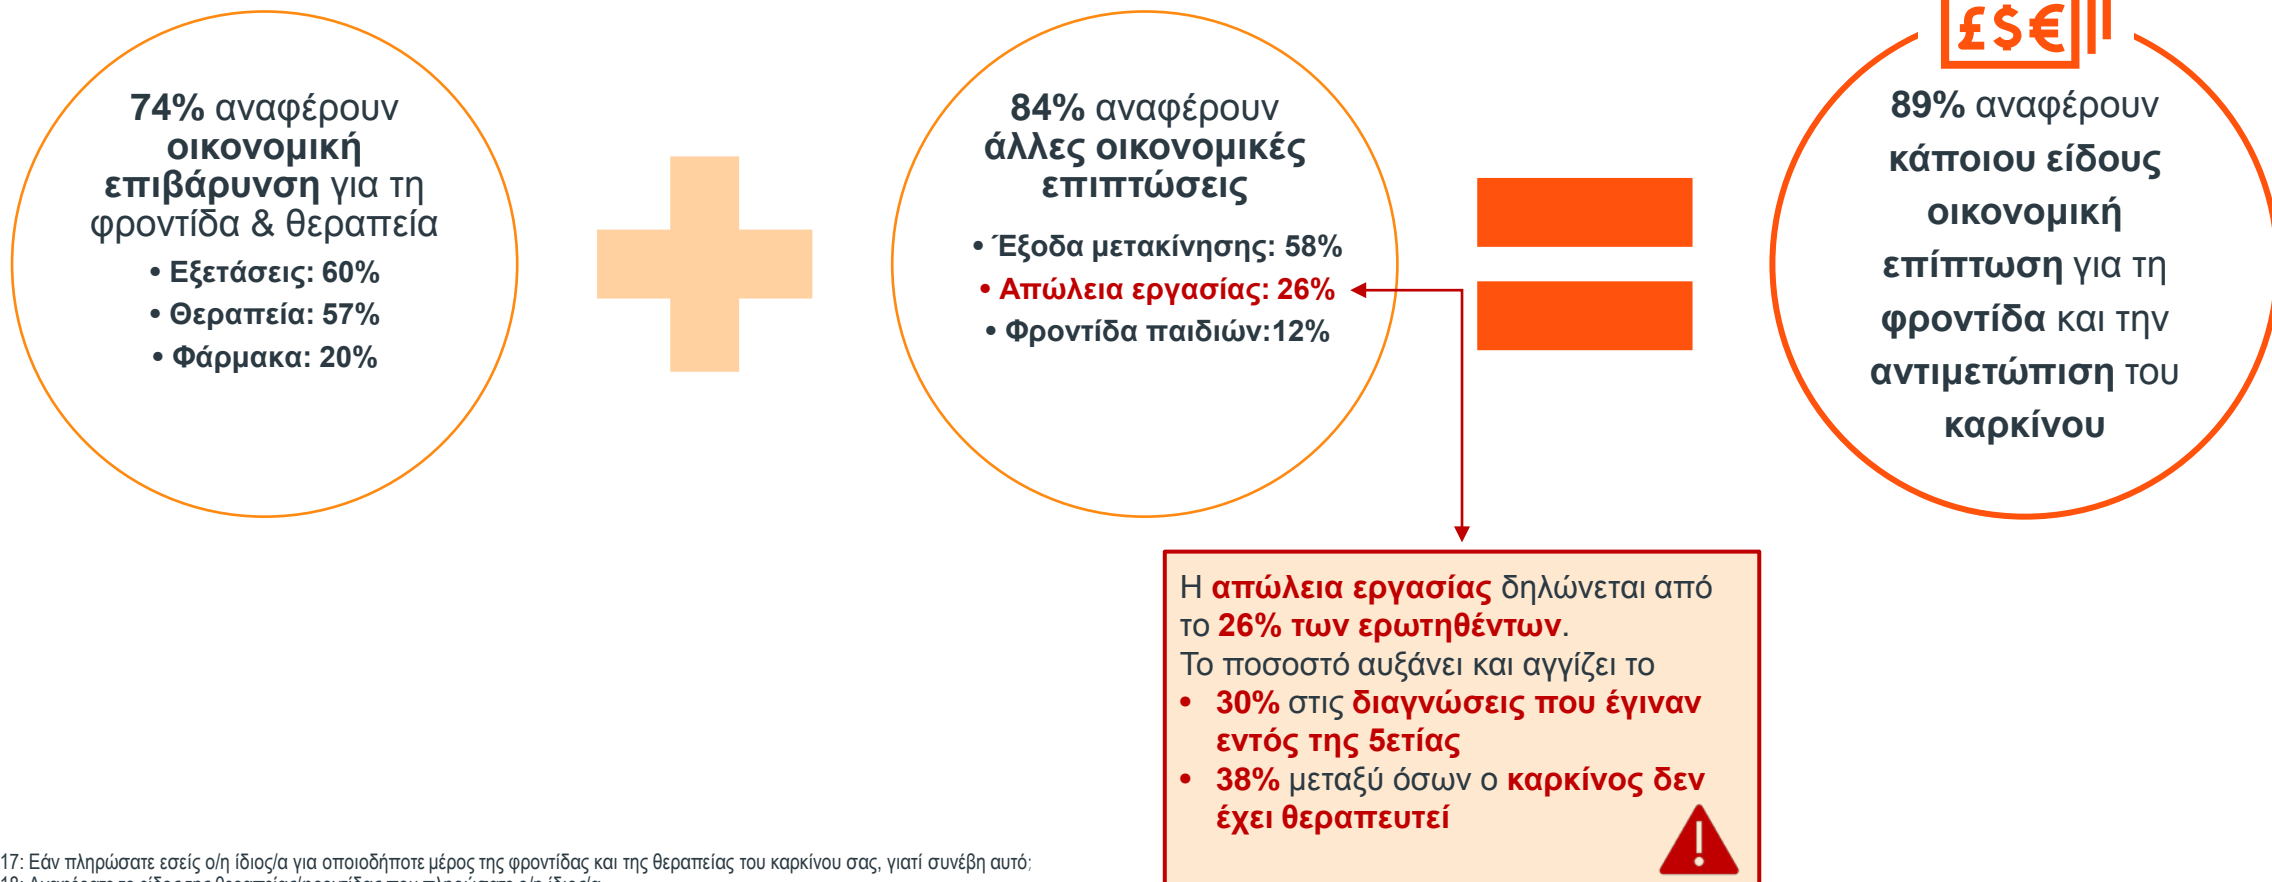 74% αναφέρουν
οικονομική
επιβάρυνση για τη
φροντίδα & θεραπεία
• Εξετάσεις: 60%
• Θεραπεία: 57%
• Φάρμακα: 20%
84% αναφέρουν
άλλες οικονομικές
επιπτώσεις
• Έξοδα μετακίνησης: 58%
• Απώλεια εργασίας: 26%
• Φροντίδα παιδιών:12%
£$€
89% αναφέρουν
κάποιου είδους
οικονομική
επίπτωση για τη
φροντίδα και την
αντιμετώπιση του
καρκίνου
Η απώλεια εργασίας δηλώνεται από
το 26% των ερωτηθέντων.
Το ποσοστό αυξάνει και αγγίζει το
• 30% στις διαγνώσεις που έγιναν
εντός της 5ετίας
• 38% μεταξύ όσων ο καρκίνος δεν
έχει θεραπευτεί
17: Εάν πληρώσατε εσείς ο/η ίδιος/α για οποιοδήποτε μέρος της φροντίδας και της θεραπείας του καρκίνου σας, γιατί συνέβη αυτό;